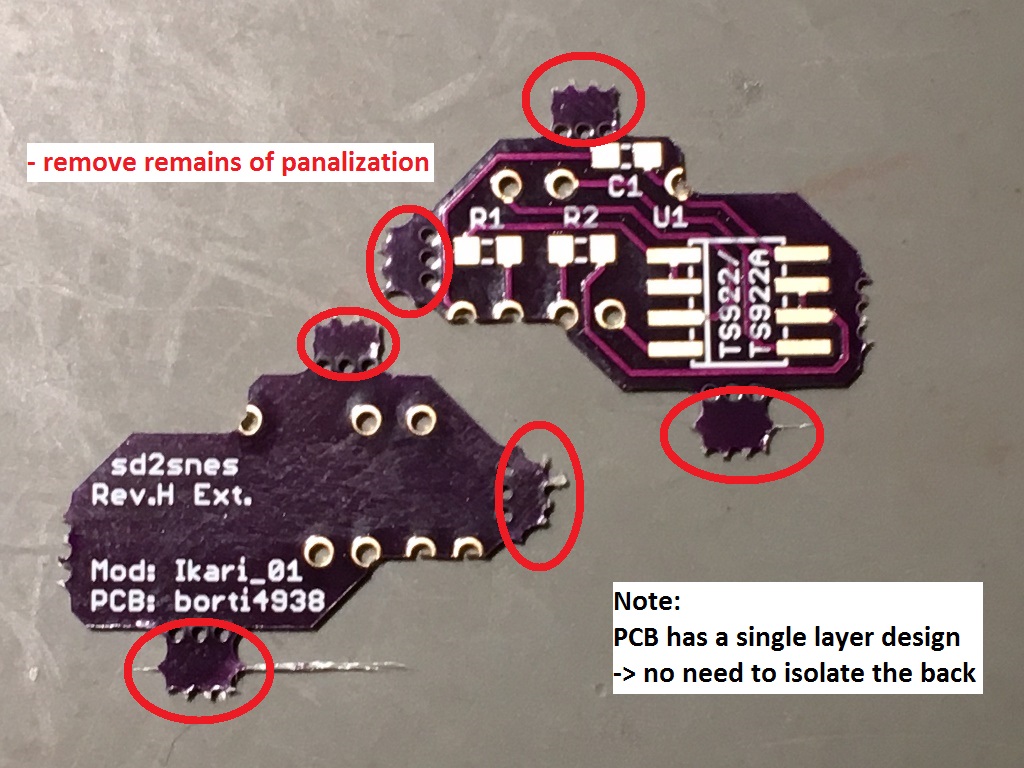 - remove remains of panalization
C1
R1 R2 U1
TS922/
TS922A
sd2snes
Rev.H Ext.
Mod: Ikari_01
PCB: borti4938
Note:
PCB has a single layer design
-> no need to isolate the back